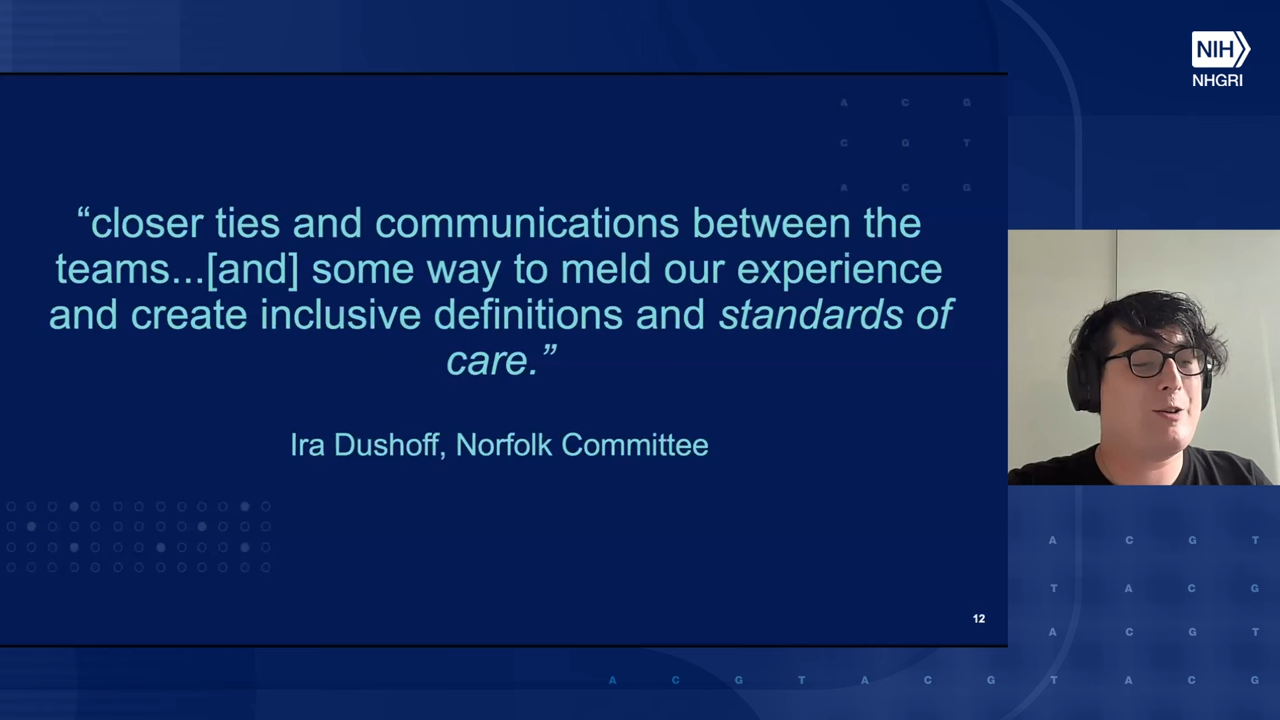 NIH
NHGRI
A C G
C G T
A C G
“closer ties and communications between the
teams...[and] some way to meld our experience
and create inclusive definitions and standards of
care.”
Ira Dushoff, Norfolk Committee
12
A C G T
T A C G
A C G T
A C G T A C G T A C G